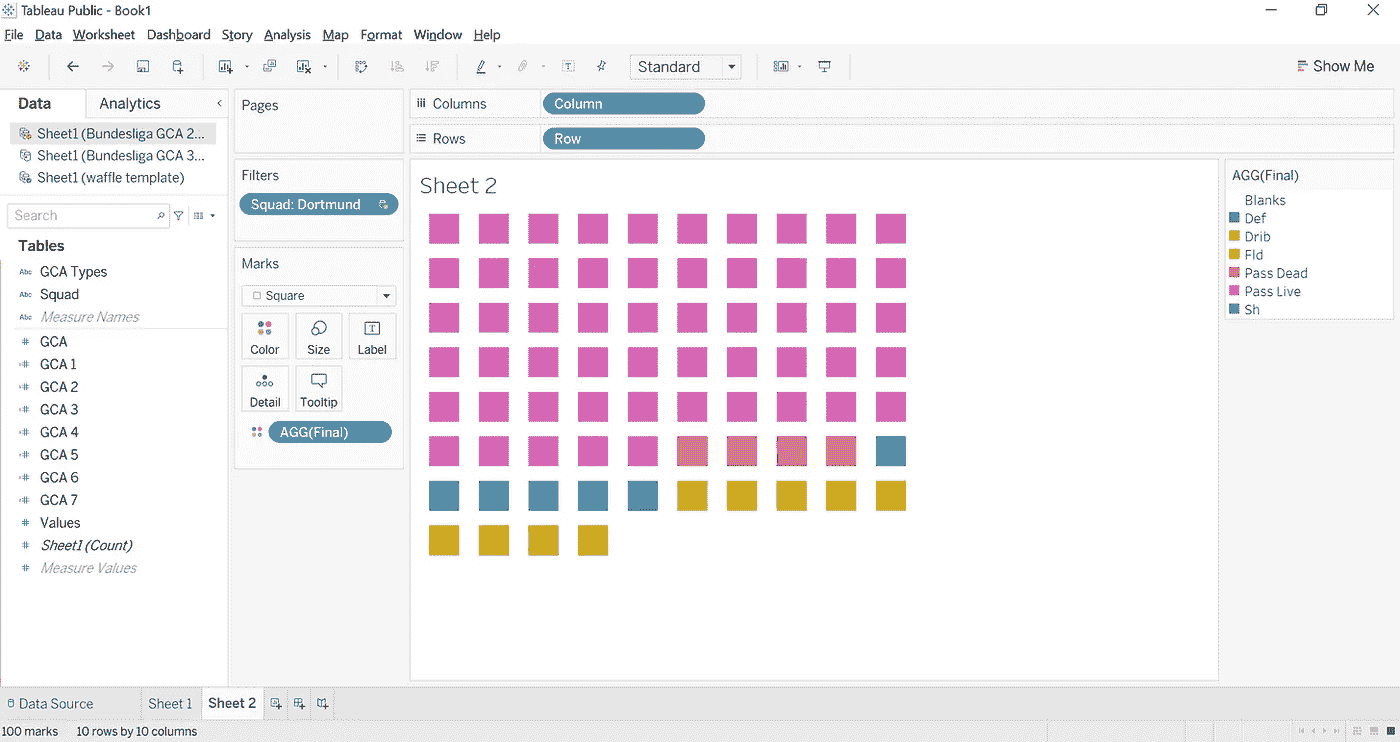 Tableau Public - Book1
File Data Worksheet Dashboard Story Analysis Map Format Window Help
Standard
Show Me
Data Analytics
Sheet1 (Bundesliga GCA 2...
Sheet1 (Bundesliga GCA 3...
Sheet1 (waffle template)
Search
Tables
Abc GCA Types
Abc Squad
Abc Measure Names
# GCA
# GCA 1
# GCA 2
# GCA 3
# GCA 4
# GCA 5
# GCA 6
# GCA 7
# Values
# Sheet1 (Count)
# Measure Values
Pages
Filters
Squad: Dortmund
Marks
Square
Color Size Label
Detail Tooltip
AGG(Final)
Columns Column
Rows Row
Sheet 2
AGG(Final)
Blanks
Def
Drib
Fld
Pass Dead
Pass Live
Sh
Data Source Sheet 1 Sheet 2
100 marks 10 rows by 10 columns